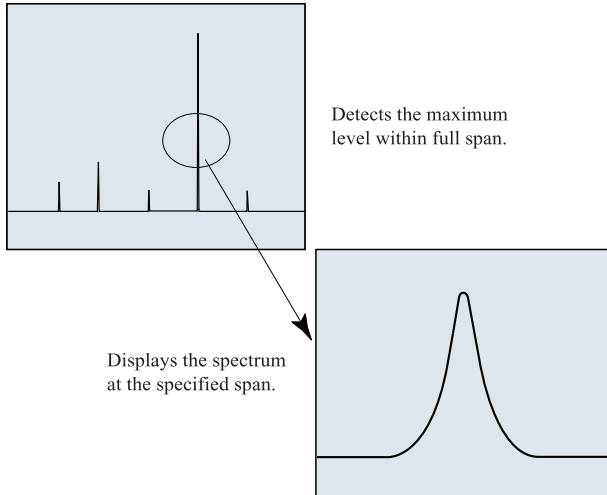 Detects the maximum
level within full span.
Displays the spectrum
at the specified span.